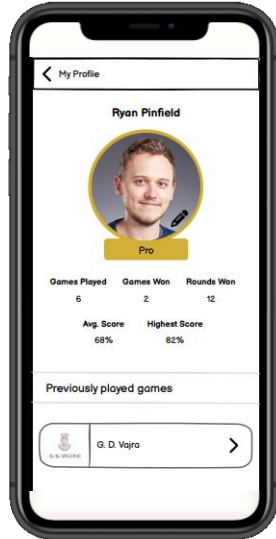 My Profile
Ryan Pinfield
Pro
Games Played Games Won Rounds Won
6 2 12
Avg. Score Highest Score
68% 82%
Previously played games
G. D. Vajra